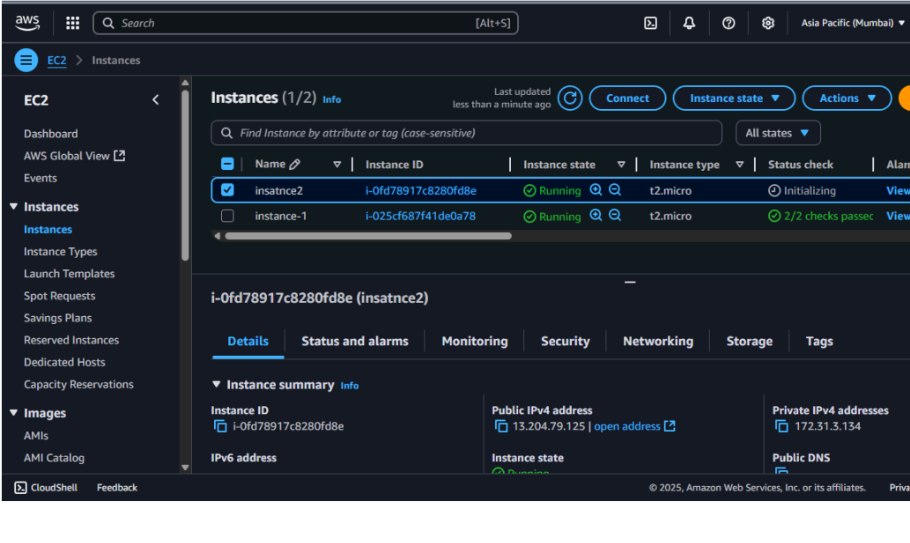 aws
Search [Alt+S]
Asia Pacific (Mumbai)
EC2 > Instances
EC2
Dashboard
AWS Global View
Events
Instances
Instances
Instance Types
Launch Templates
Spot Requests
Savings Plans
Reserved Instances
Dedicated Hosts
Capacity Reservations
Images
AMIs
AMI Catalog
Instances (1/2) Info
Last updated
less than a minute ago
Connect
Instance state
Actions
Find Instance by attribute or tag (case-sensitive)
All states
Name Instance ID Instance state Instance type Status check Alar
insatnce2 i-0fd78917c8280fd8e Running t2.micro Initializing View
instance-1 i-025cf687f41de0a78 Running t2.micro 2/2 checks passec View
i-0fd78917c8280fd8e (insatnce2)
Details Status and alarms Monitoring Security Networking Storage Tags
Instance summary Info
Instance ID
i-0fd78917c8280fd8e
Public IPv4 address
13.204.79.125 | open address
Private IPv4 addresses
172.31.3.134
IPv6 address
Instance state
Running
Public DNS
CloudShell Feedback
© 2025, Amazon Web Services, Inc. or its affiliates. Priva